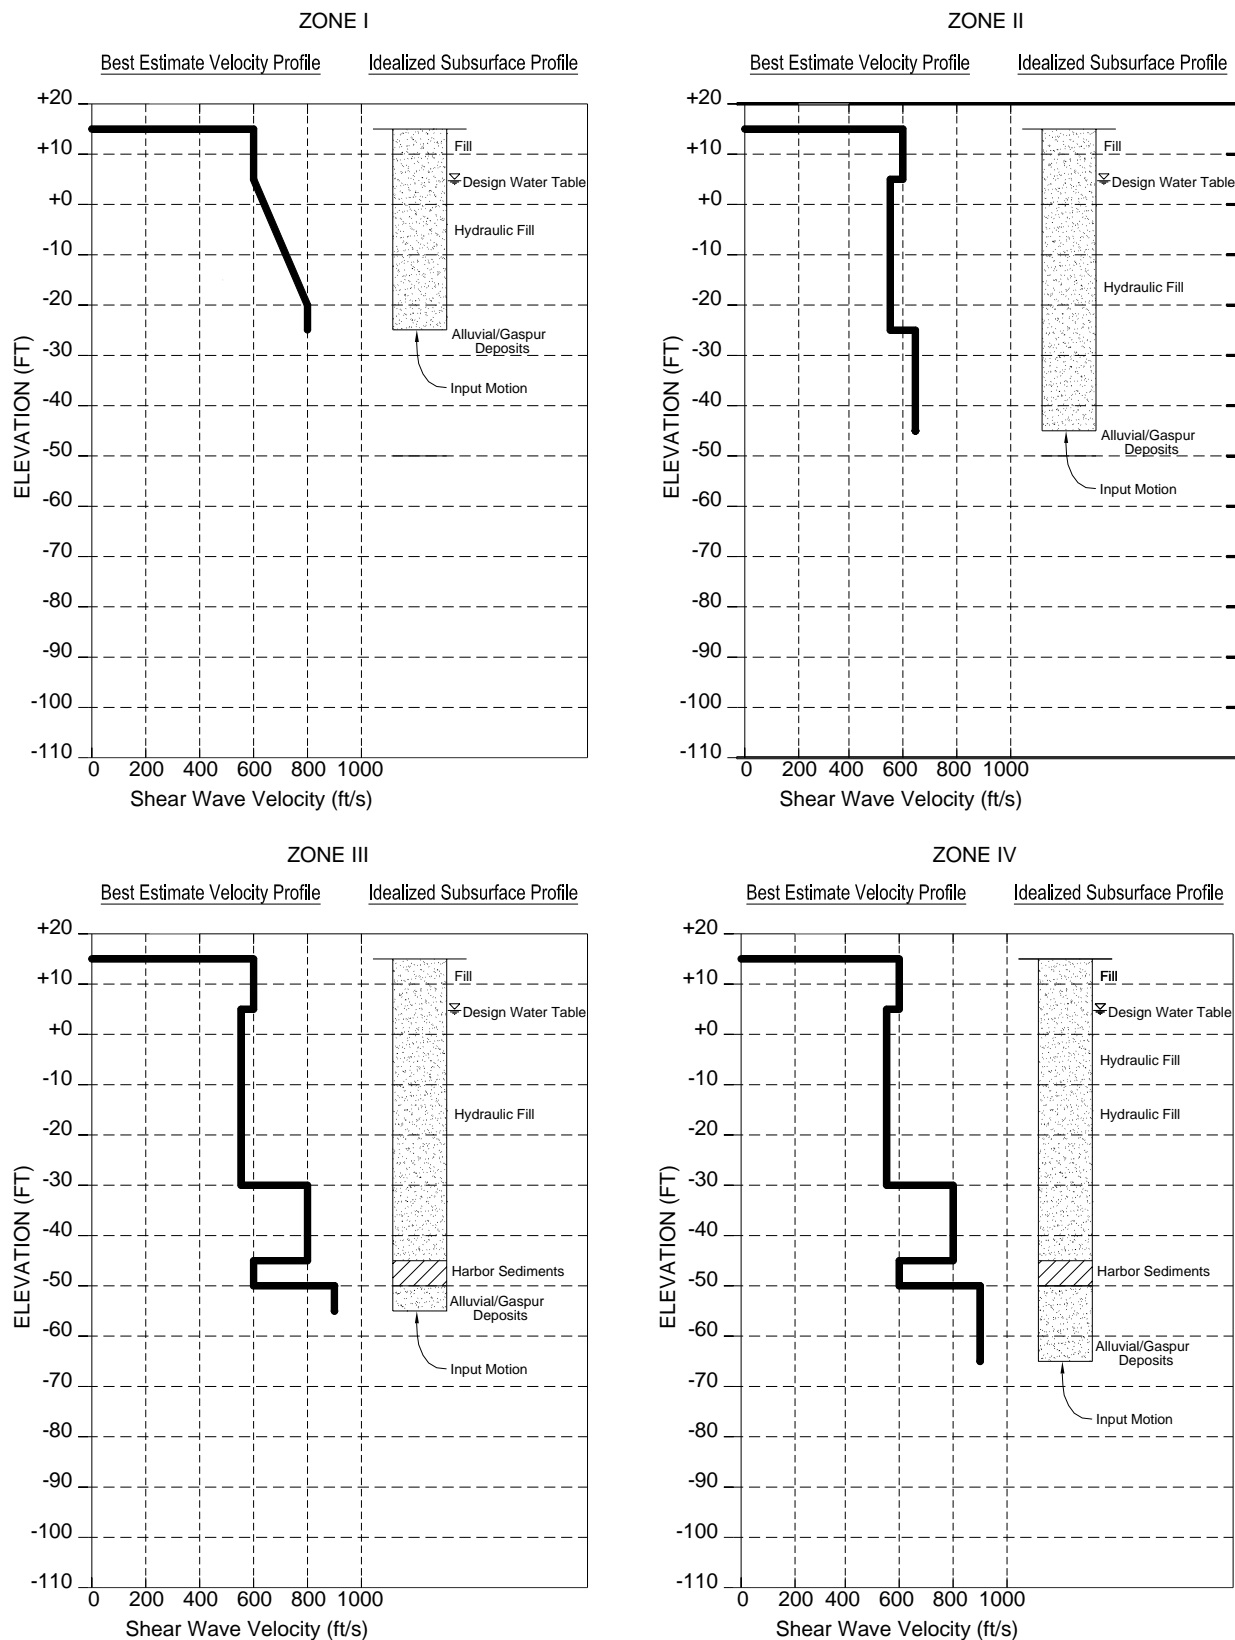 ZONE I
Best Estimate Velocity Profile
Idealized Subsurface Profile
+20
+10
+0
-10
-20
-30
-40
-50
-60
-70
-80
-90
-100
-110
ELEVATION (FT)
Fill
Design Water Table
Hydraulic Fill
Alluvial/Gaspur
Deposits
Input Motion
0 200 400 600 800 1000
Shear Wave Velocity (ft/s)
ZONE II
Best Estimate Velocity Profile
Idealized Subsurface Profile
+20
+10
+0
-10
-20
-30
-40
-50
-60
-70
-80
-90
-100
-110
ELEVATION (FT)
Fill
Design Water Table
Hydraulic Fill
Alluvial/Gaspur
Deposits
Input Motion
0 200 400 600 800 1000
Shear Wave Velocity (ft/s)
ZONE III
Best Estimate Velocity Profile
Idealized Subsurface Profile
+20
+10
+0
-10
-20
-30
-40
-50
-60
-70
-80
-90
-100
-110
ELEVATION (FT)
Fill
Design Water Table
Hydraulic Fill
Harbor Sediments
Alluvial/Gaspur
Deposits
Input Motion
0 200 400 600 800 1000
Shear Wave Velocity (ft/s)
ZONE IV
Best Estimate Velocity Profile
Idealized Subsurface Profile
+20
+10
+0
-10
-20
-30
-40
-50
-60
-70
-80
-90
-100
-110
ELEVATION (FT)
Fill
Design Water Table
Hydraulic Fill
Hydraulic Fill
Harbor Sediments
Alluvial/Gaspur
Deposits
Input Motion
0 200 400 600 800 1000
Shear Wave Velocity (ft/s)